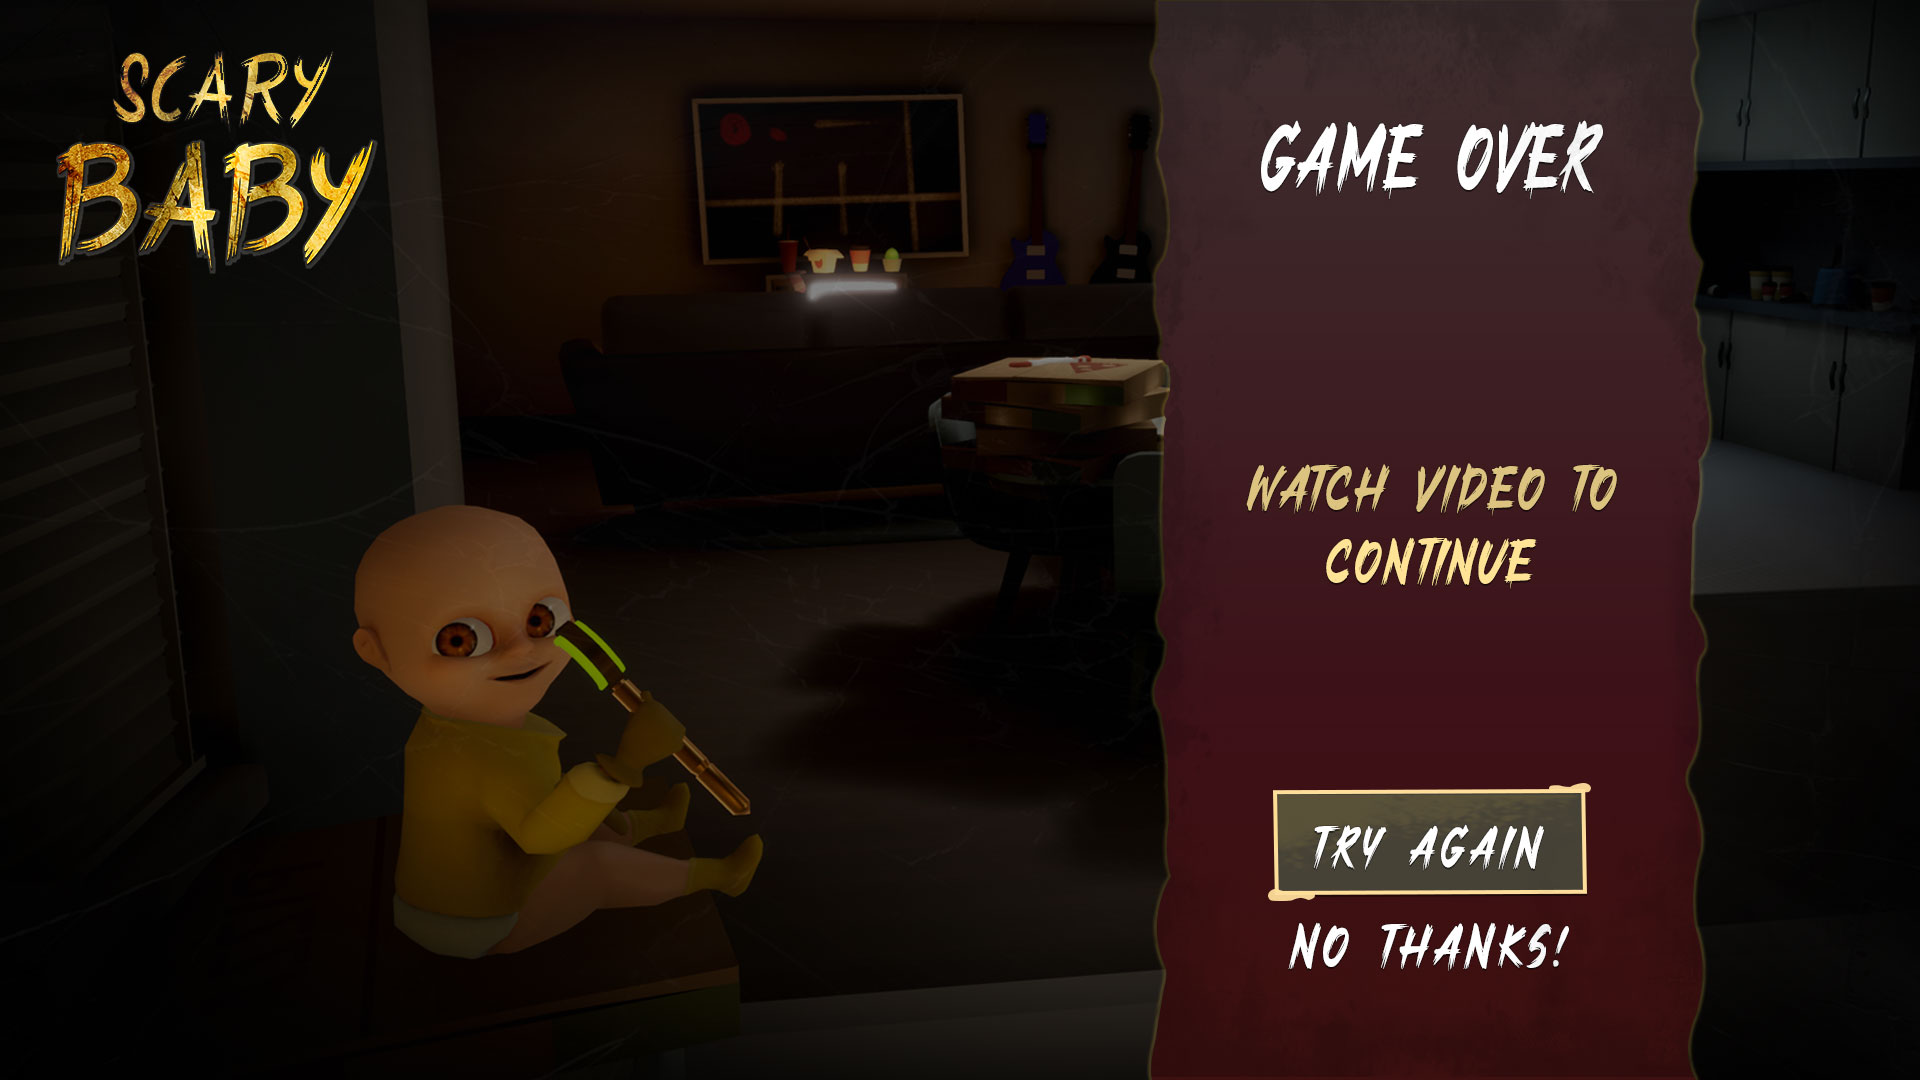 SCARY
BABY
GAME OVER
WATCH VIDEO TO
CONTINUE
TRY AGAIN
NO THANKS!